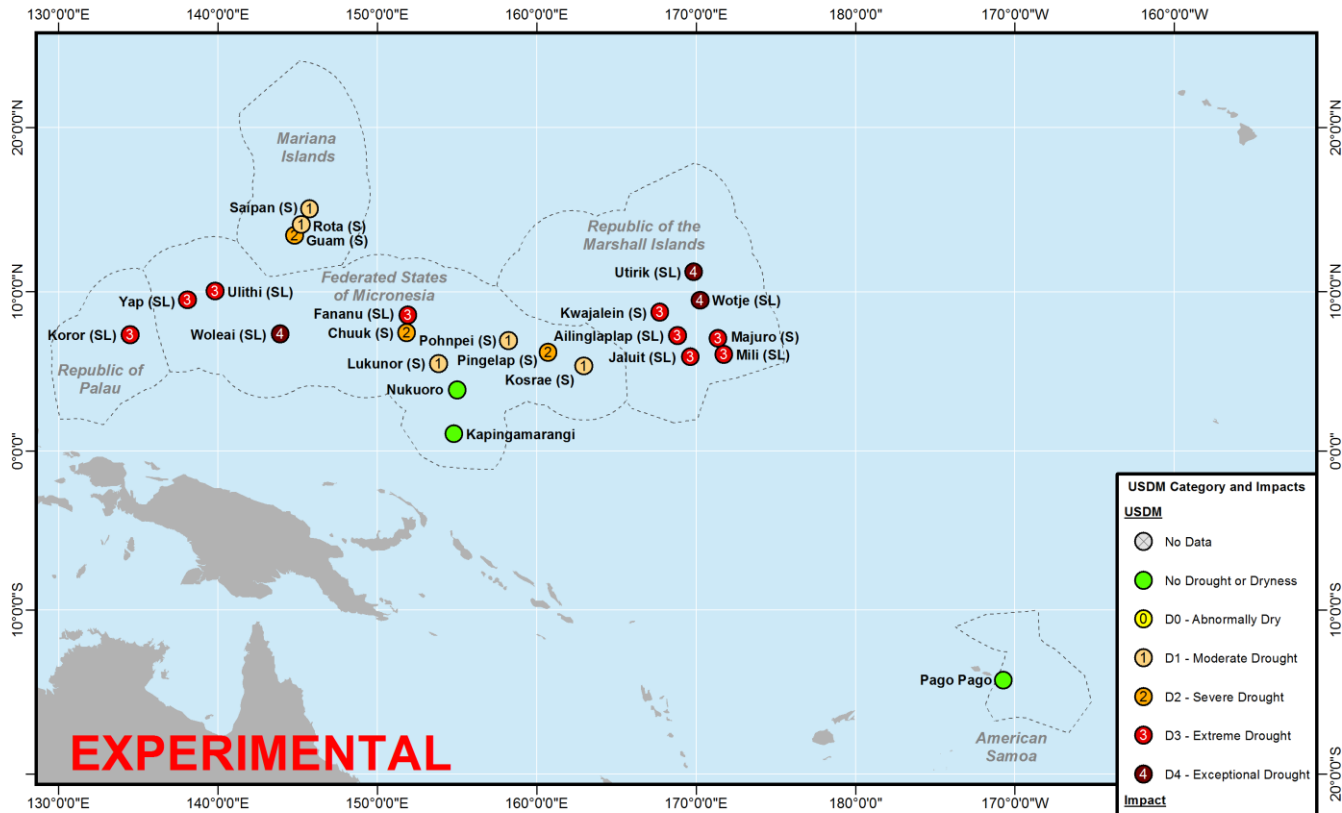 130°0'0"E 140°0'0"E 150°0'0"E 160°0'0"E 170°0'0"E 170°0'0"W 160°0'0"W
20°0'0"N 20°0'0"N
Mariana
Islands
Saipan (S) 1
1 Rota (S)
2 Guam (S)
Republic of the
Marshall Islands
Utirik (SL) 4
10°0'0"N 10°0'0"N
Federated States
of Micronesia
Yap (SL) 3
3 Ulithi (SL)
4 Wotje (SL)
Fananu (SL) 3
Kwajalein (S) 3
Koror (SL) 3
Woleai (SL) 4
Chuuk (S) 2
Pohnpei (S) 1
Ailinglaplap (SL) 3
3 Majuro (S)
Lukunor (S) 1
Pingelap (S) 2
Jaluit (SL) 3
3 Mili (SL)
Kosrae (S) 1
Republic of
Palau
Nukuoro
Kapingamarangi
0°0'0" 0°0'0"
10°0'0"S 10°0'0"S
Pago Pago
American
Samoa
EXPERIMENTAL
20°0'0"S
USDM Category and Impacts
USDM
No Data
No Drought or Dryness
0 D0 - Abnormally Dry
1 D1 - Moderate Drought
2 D2 - Severe Drought
3 D3 - Extreme Drought
4 D4 - Exceptional Drought
Impact
130°0'0"E 140°0'0"E 150°0'0"E 160°0'0"E 170°0'0"E 170°0'0"W 160°0'0"W